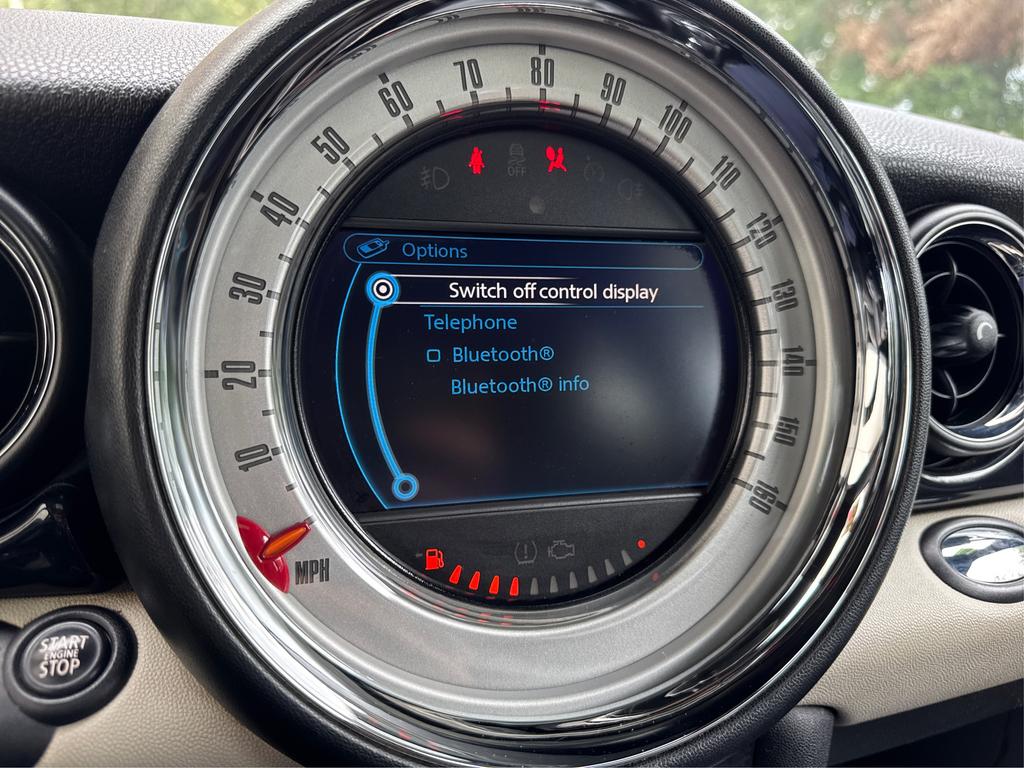 10
20
30
40
50
60
70
80
90
100
110
120
130
140
150
160
MPH
OFF
Options
Switch off control display
Telephone
Bluetooth®
Bluetooth® info
START
ENGINE
STOP